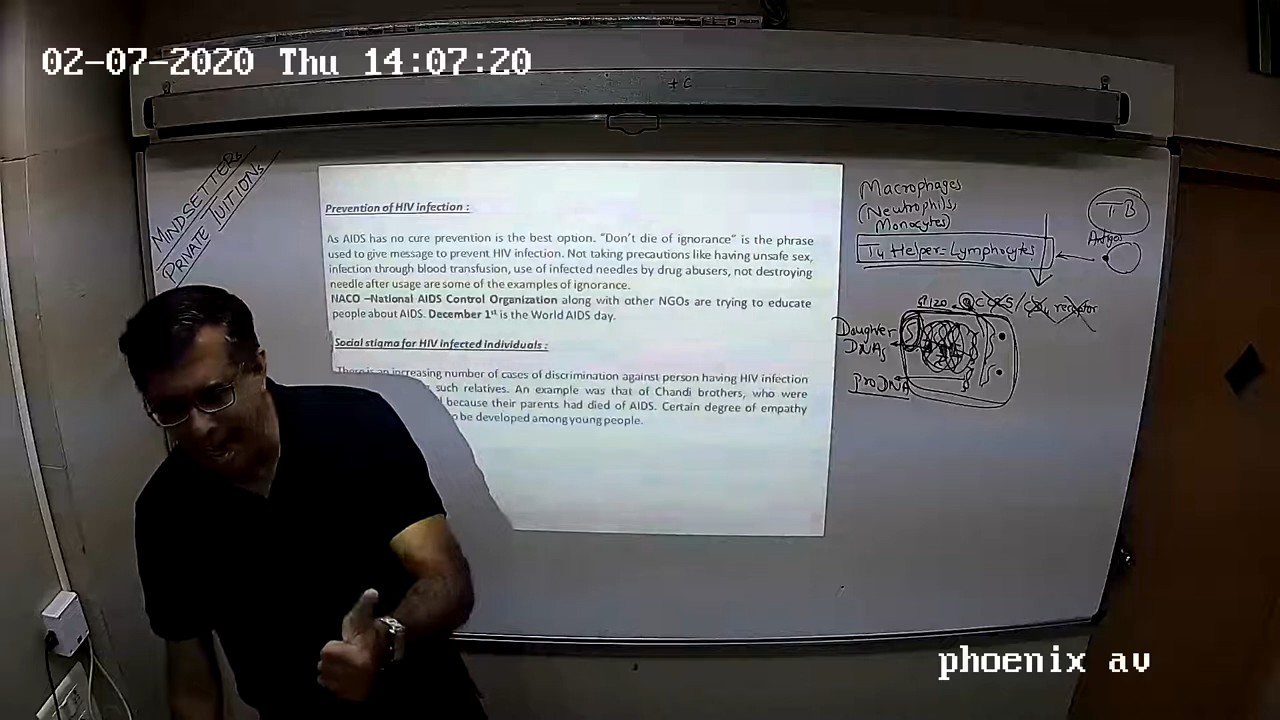 02-07-2020 Thu 14:07:20
+ C
MINDSETTERS
PRIVATE TUITIONs
Prevention of HIV infection :
As AIDS has no cure prevention is the best option. “Don't die of ignorance” is the phrase
used to give message to prevent HIV infection. Not taking precautions like having unsafe sex,
infection through blood transfusion, use of infected needles by drug abusers, not destroying
needle after usage are some of the examples of ignorance.
NACO –National AIDS Control Organization along with other NGOs are trying to educate
people about AIDS. December 1st is the World AIDS day.
Social stigma for HIV infected individuals :
There is an increasing number of cases of discrimination against person having HIV infection
such relatives. An example was that of Chandi brothers, who were
because their parents had died of AIDS. Certain degree of empathy
o be developed among young people.
Macrophages
(Neutrophils,
Monocytes)
T4 Helper=Lymphocytes
TB
receptor
Daughter
DNAs
ProDNA
phoenix av